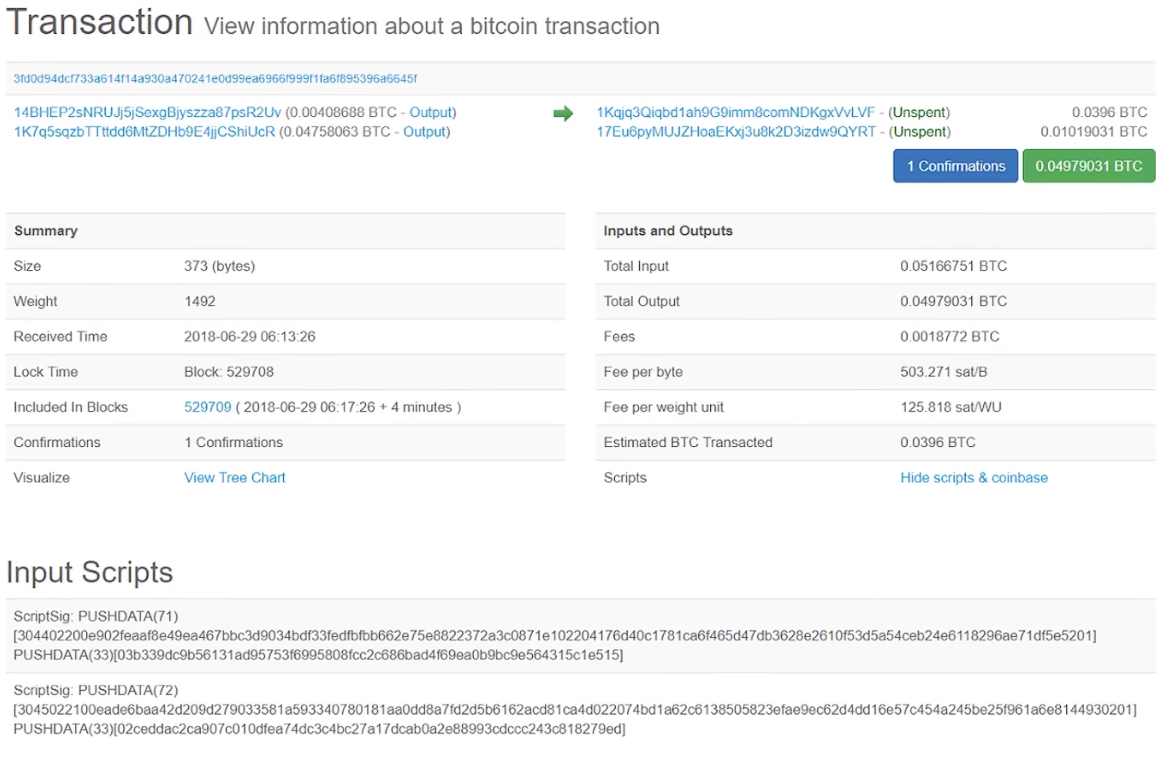 Transaction View information about a bitcoin transaction
3fd0d94dcf733a614f14a930a470241e0d99ea6966f999f1fa6f895396a6645f
14BHEP2sNRUJj5jSexgBjyszza87psR2Uv (0.00408688 BTC - Output)
1K7q5sqzbTTttdd6MtZDHb9E4jjCShiUcR (0.04758063 BTC - Output)
1Kqjq3Qiqbd1ah9G9imm8comNDKgxVvLVF - (Unspent) 0.0396 BTC
17Eu6pyMUJZHoaEKxj3u8k2D3izdw9QYRT - (Unspent) 0.01019031 BTC
1 Confirmations 0.04979031 BTC
Summary
Size 373 (bytes)
Weight 1492
Received Time 2018-06-29 06:13:26
Lock Time Block: 529708
Included In Blocks 529709 ( 2018-06-29 06:17:26 + 4 minutes )
Confirmations 1 Confirmations
Visualize View Tree Chart
Inputs and Outputs
Total Input 0.05166751 BTC
Total Output 0.04979031 BTC
Fees 0.0018772 BTC
Fee per byte 503.271 sat/B
Fee per weight unit 125.818 sat/WU
Estimated BTC Transacted 0.0396 BTC
Scripts Hide scripts & coinbase
Input Scripts
ScriptSig: PUSHDATA(71)
[304402200e902feaaf8e49ea467bbc3d9034bdf33fedfbfbb662e75e8822372a3c0871e102204176d40c1781ca6f465d47db3628e2610f53d5a54ceb24e6118296ae71df5e5201]
PUSHDATA(33)[03b339dc9b56131ad95753f6995808fcc2c686bad4f69ea0b9bc9e564315c1e515]
ScriptSig: PUSHDATA(72)
[3045022100eade6baa42d209d279033581a593340780181aa0dd8a7fd2d5b6162acd81ca4d022074bd1a62c6138505823efae9ec62d4dd16e57c454a245be25f961a6e8144930201]
PUSHDATA(33)[02ceddac2ca907c010dfea74dc3c4bc27a17dcab0a2e88993cdccc243c818279ed]